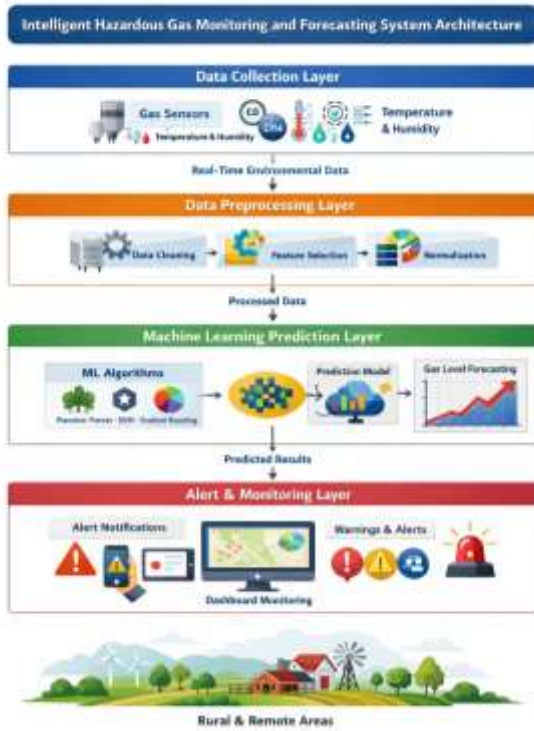 Intelligent Hazardous Gas Monitoring and Forecasting System Architecture
Data Collection Layer
Gas Sensors
Temperature & Humidity
CO
CH4
Temperature
& Humidity
Real-Time Environmental Data
Data Preprocessing Layer
Data Cleaning
Feature Selection
Normalization
Processed Data
Machine Learning Prediction Layer
ML Algorithms
Random Forest · SVM · Gradient Boosting
Prediction Model
Gas Level Forecasting
Predicted Results
Alert & Monitoring Layer
Alert Notifications
Dashboard Monitoring
Warnings & Alerts
Rural & Remote Areas